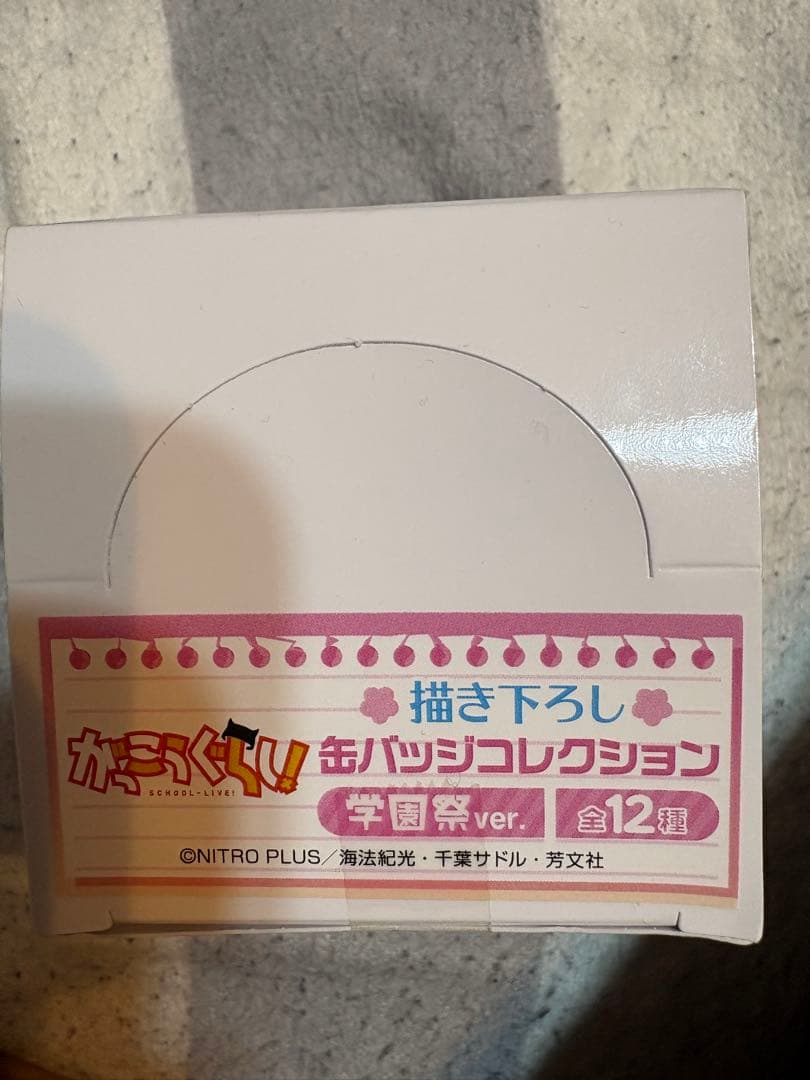 描き下ろし
がっこうぐらし!
SCHOOL-LIVE!
缶バッジコレクション
学園祭ver.
全12種
©NITRO PLUS/海法紀光・千葉サドル・芳文社